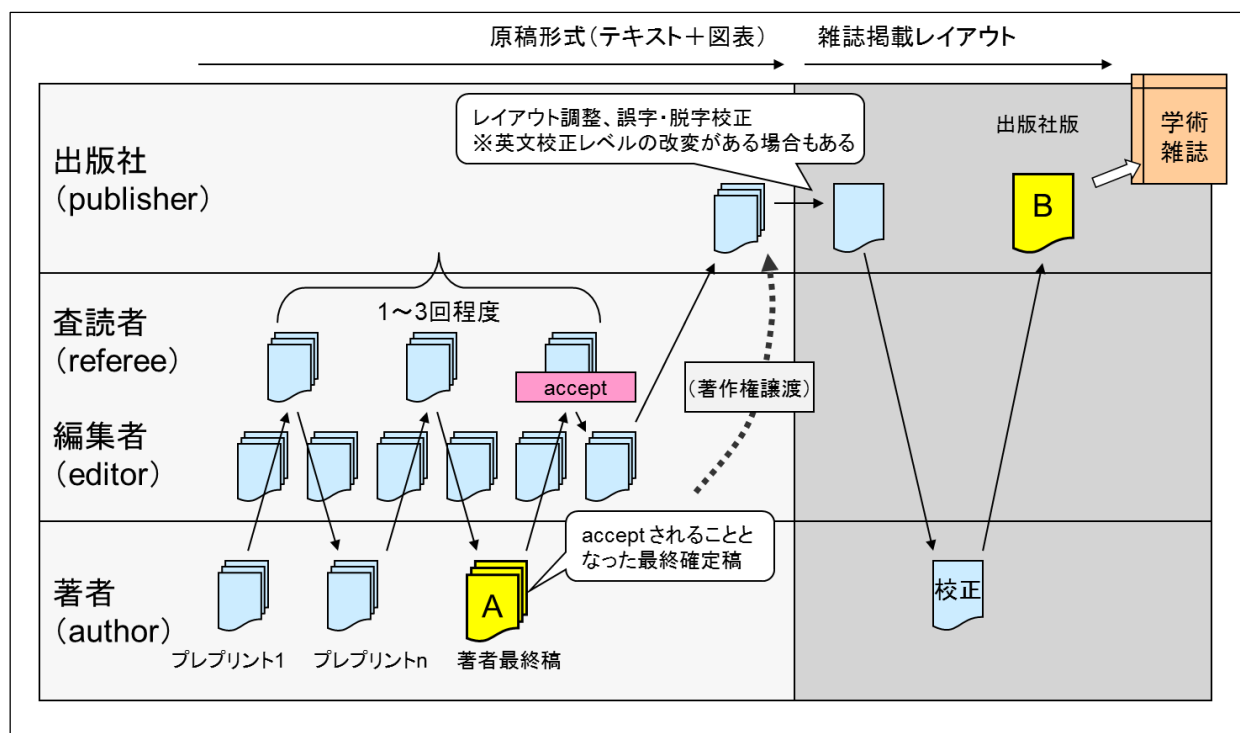 原稿形式（テキスト＋図表）
雑誌掲載レイアウト
学術
雑誌
レイアウト調整、誤字・脱字校正
※英文校正レベルの改変がある場合もある
出版社版
出版社
（publisher）
B
1～3回程度
査読者
（referee）
accept
（著作権譲渡）
編集者
（editor）
acceptされることと
なった最終確定稿
著者
（author）
A
校正
プレプリント1
プレプリントn
著者最終稿